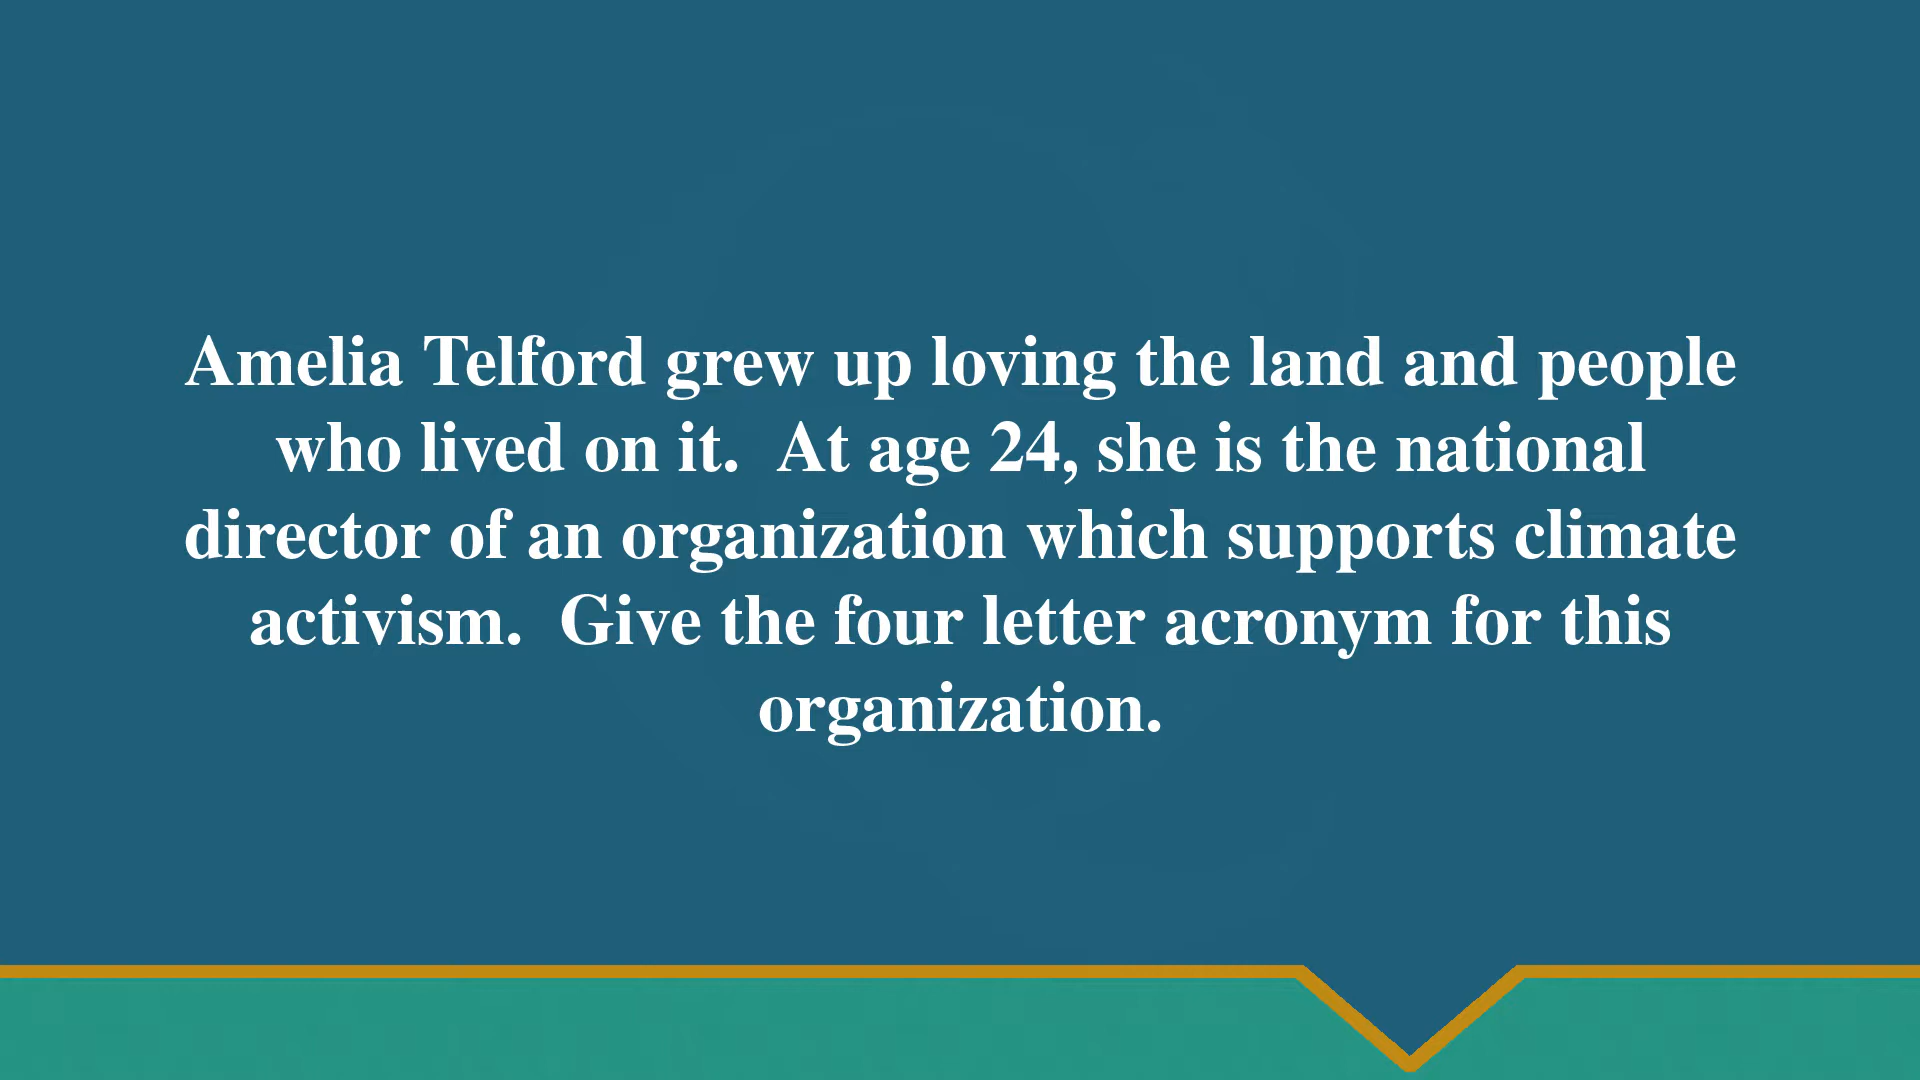 Amelia Telford grew up loving the land and people
who lived on it.  At age 24, she is the national
director of an organization which supports climate
activism.  Give the four letter acronym for this
organization.